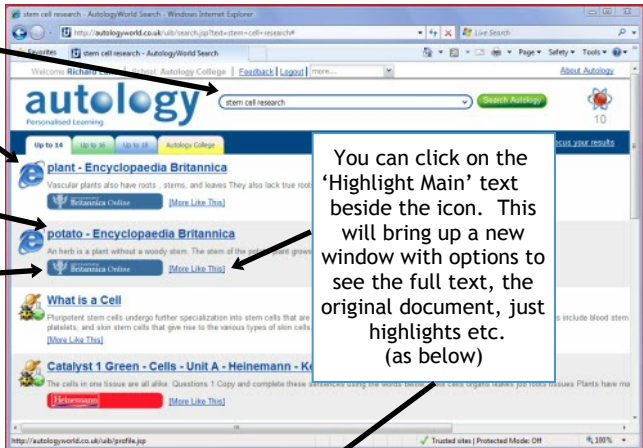 stem cell research - AutologyWorld Search - Windows Internet Explorer
http://autologyworld.co.uk/uib/search.jsp?text=stem+cell+research#
Live Search
Favorites stem cell research - AutologyWorld Search
Page Safety Tools
Welcome Richard School: Autology College | Feedback | Logout | more....
About Autology
autology
Personalised Learning
stem cell research
Search Autology
10
Up to 14 Up to 16 Up to 18 Autology College
your results
plant - Encyclopaedia Britannica
Vascular plants also have roots , stems, and leaves They also lack true root
Britannica Online [More Like This]
potato - Encyclopaedia Britannica
An herb is a plant without a woody stem. The stem of the potato plant grows
Britannica Online [More Like This]
What is a Cell
Pluripotent stem cells undergo further specialization into stem cells that are
s include blood stem
platelets, and skin stem cells that give rise to the various types of skin cells.
[More Like This]
Catalyst 1 Green - Cells - Unit A - Heinemann - K
The cells in one tissue are all alike. Questions 1 Copy and complete these sentences using the words below
Plants have ma
Heinemann [More Like This]
You can click on the
‘Highlight Main’ text
beside the icon. This
will bring up a new
window with options to
see the full text, the
original document, just
highlights etc.
(as below)
http://autologyworld.co.uk/uib/profile.jsp
Trusted sites | Protected Mode: Off
100%